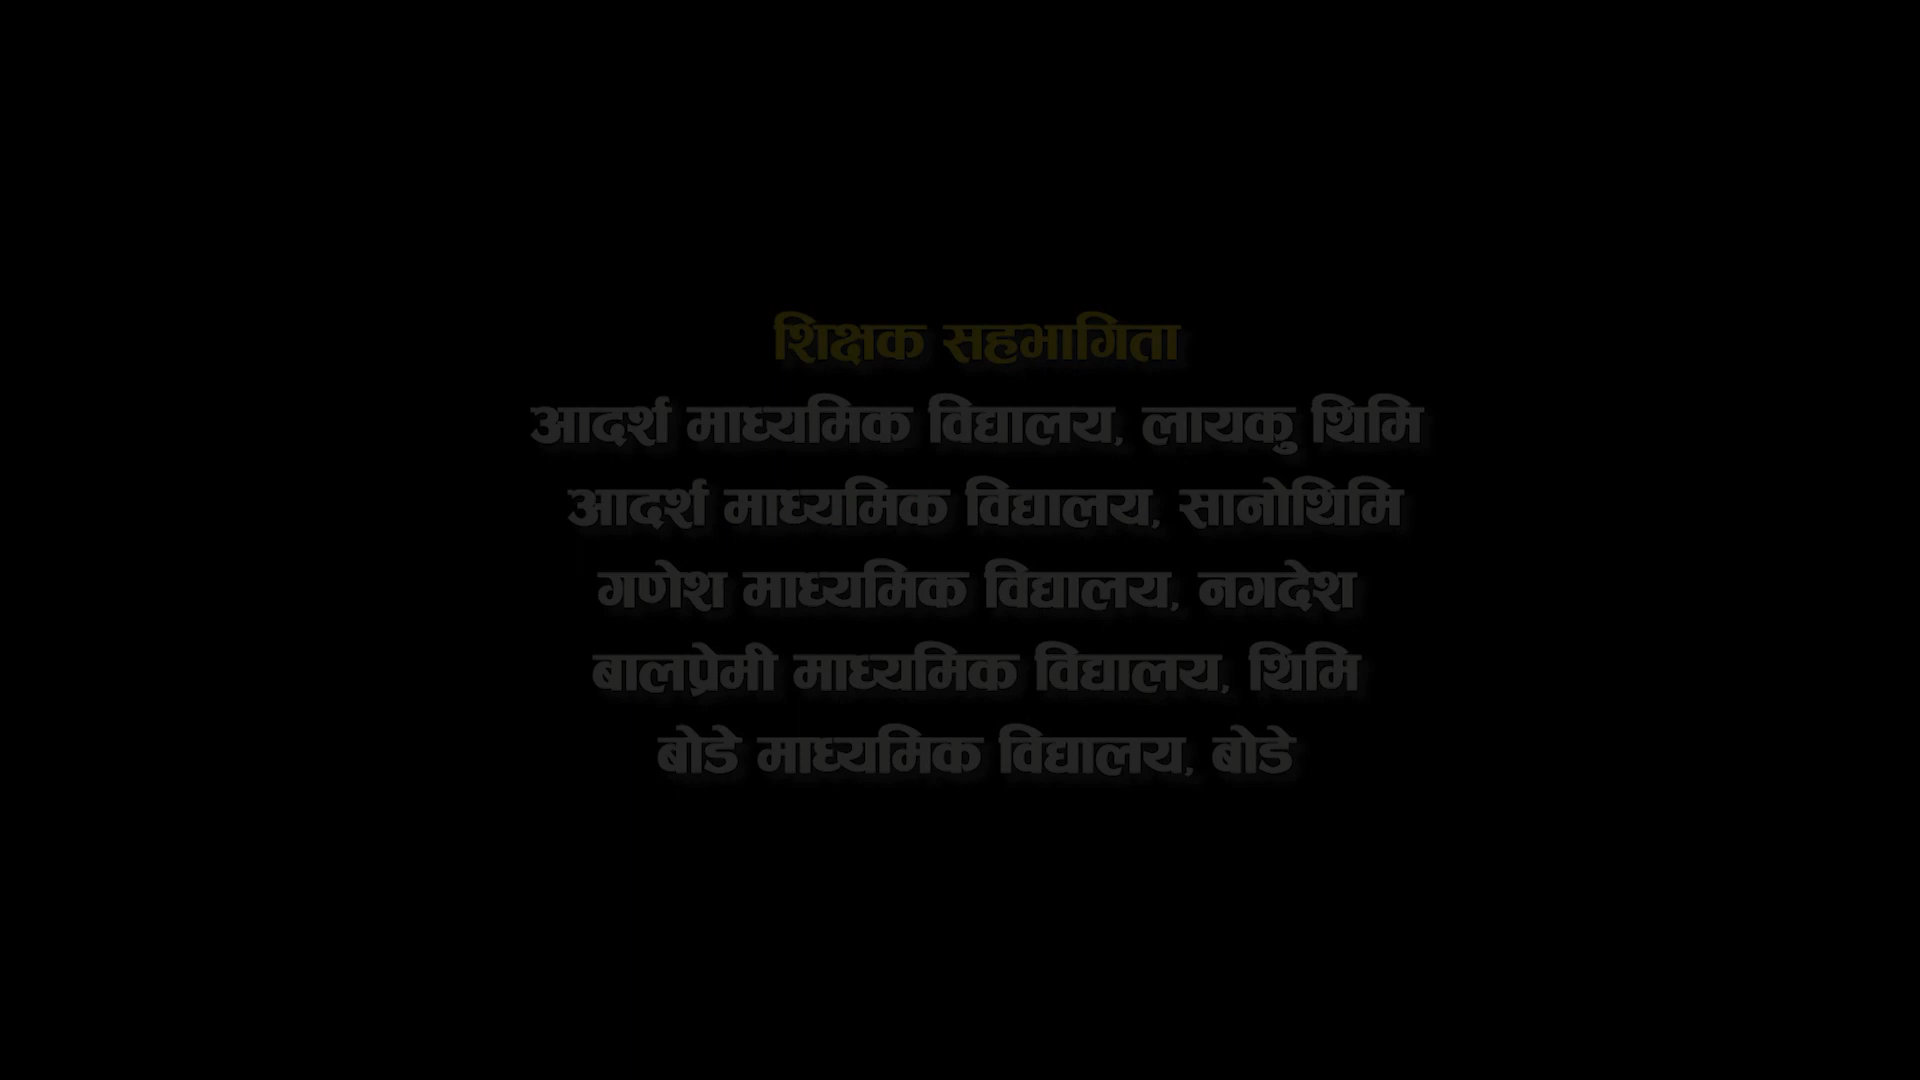 शिक्षक सहभागिता
आदर्श माध्यमिक विद्यालय, लायकु थिमि
आदर्श माध्यमिक विद्यालय, सानोथिमि
गणेश माध्यमिक विद्यालय, नगदेश
बालप्रेमी माध्यमिक विद्यालय, थिमि
बोडे माध्यमिक विद्यालय, बोडे